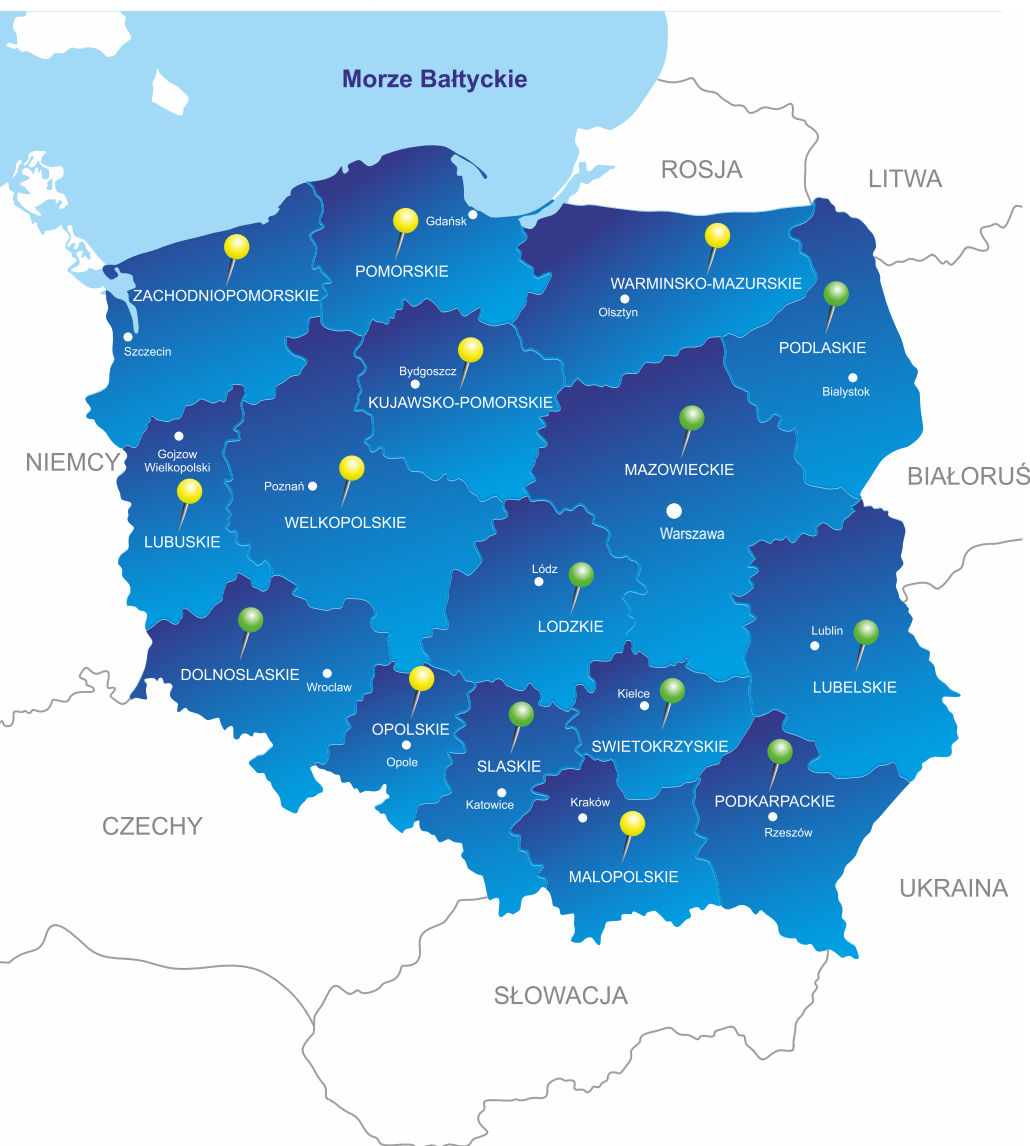 Morze Bałtyckie
ROSJA
LITWA
Gdańsk
POMORSKIE
WARMINSKO-MAZURSKIE
ZACHODNIOPOMORSKIE
Olsztyn
PODLASKIE
Szczecin
Bydgoszcz
Bialystok
KUJAWSKO-POMORSKIE
NIEMCY
Gojzow
Wielkopolski
MAZOWIECKIE
BIAŁORUŚ
Poznań
WELKOPOLSKIE
Warszawa
LUBUSKIE
Lódz
LODZKIE
Lublin
DOLNOSLASKIE
Wroclaw
LUBELSKIE
Kielce
OPOLSKIE
SWIETOKRZYSKIE
Opole
SLASKIE
Katowice
Kraków
PODKARPACKIE
Rzeszów
CZECHY
MALOPOLSKIE
UKRAINA
SŁOWACJA